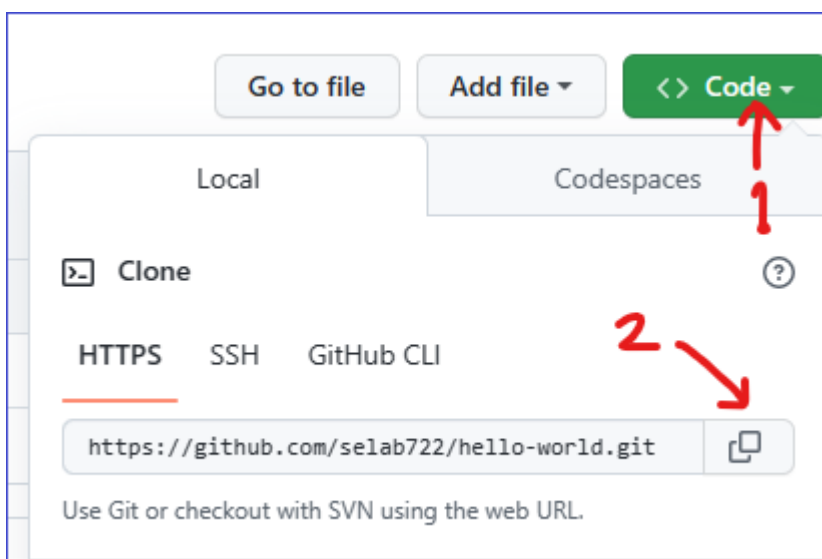 Go to file Add file <> Code
Local Codespaces
1
Clone
2
HTTPS SSH GitHub CLI
https://github.com/selab722/hello-world.git
Use Git or checkout with SVN using the web URL.